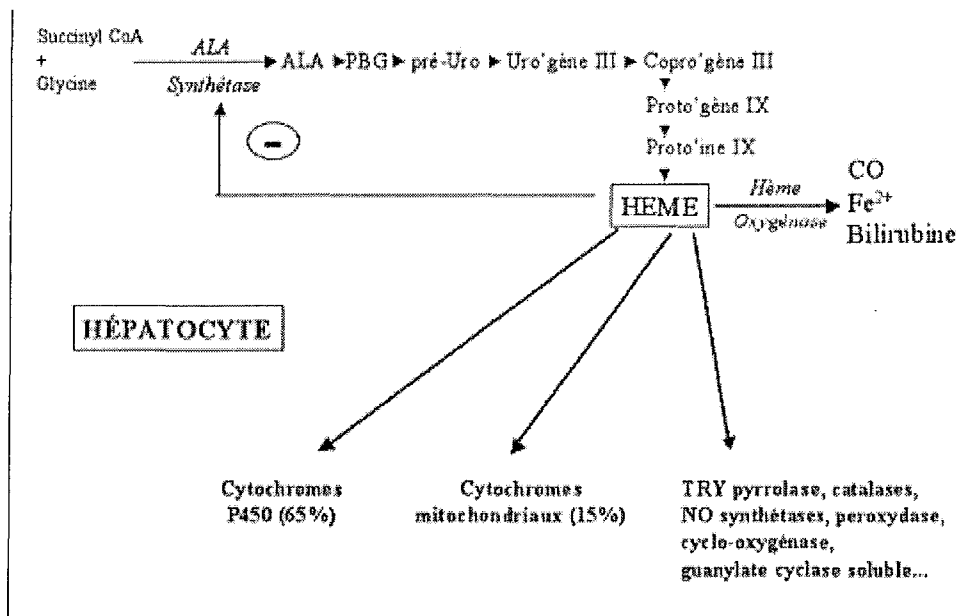 Succinyl CoA
+
Glycine
ALA
Synthétase
ALA PBG pré-Uro Uro'gène III Copro'gène III
Proto'gène IX
Proto'ine IX
HEME
Hème
Oxygénase
CO
Fe²⁺
Bilirubine
HÉPATOCYTE
Cytochromes
P450 (65%)
Cytochromes
mitochondriaux (15%)
TRY pyrrolase, catalases,
NO synthétases, peroxydase,
cyclo-oxygénase,
guanylate cyclase soluble...